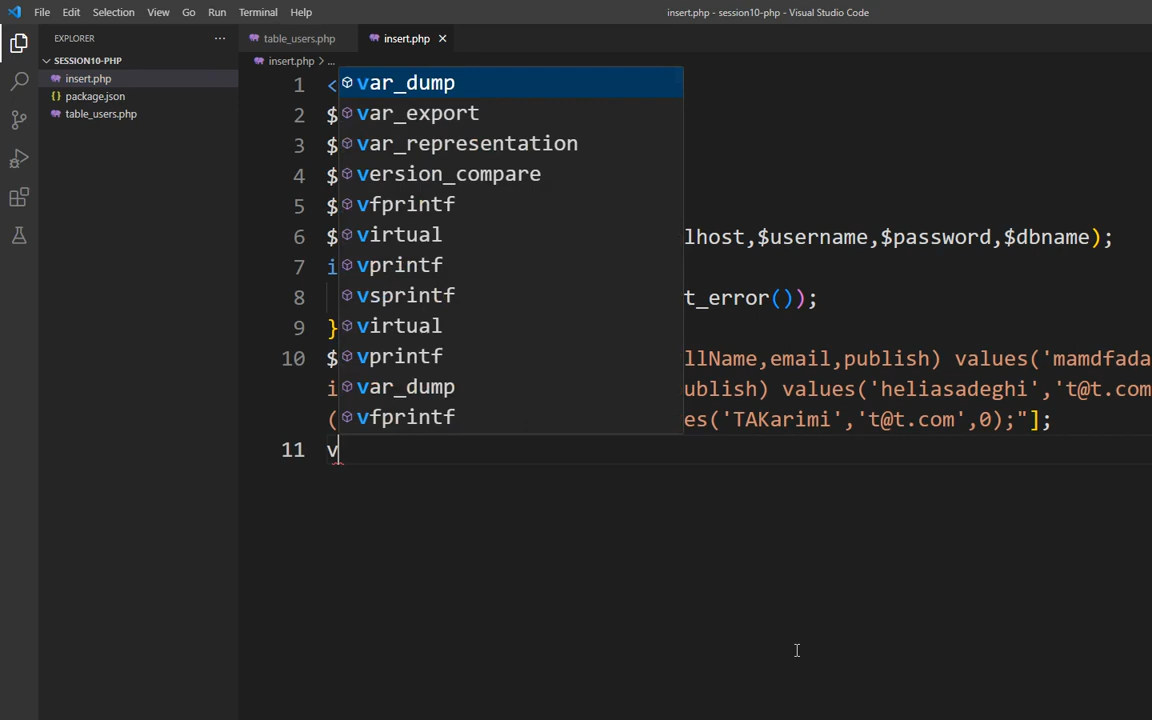 File Edit Selection View Go Run Terminal Help
insert.php - session10-php - Visual Studio Code
EXPLORER ...
table_users.php
insert.php
SESSION10-PHP
insert.php
package.json
table_users.php
insert.php > ...
1 <
2 $
3 $
4 $
5 $
6 $ lhost,$username,$password,$dbname);
7 i
8 t_error());
9 }
10 $ llName,email,publish) values('mamdfada
i ublish) values('heliasadeghi','t@t.com
( es('TAKarimi','t@t.com',0);"];
11 v
var_dump
var_export
var_representation
version_compare
vfprintf
virtual
vprintf
vsprintf
virtual
vprintf
var_dump
vfprintf